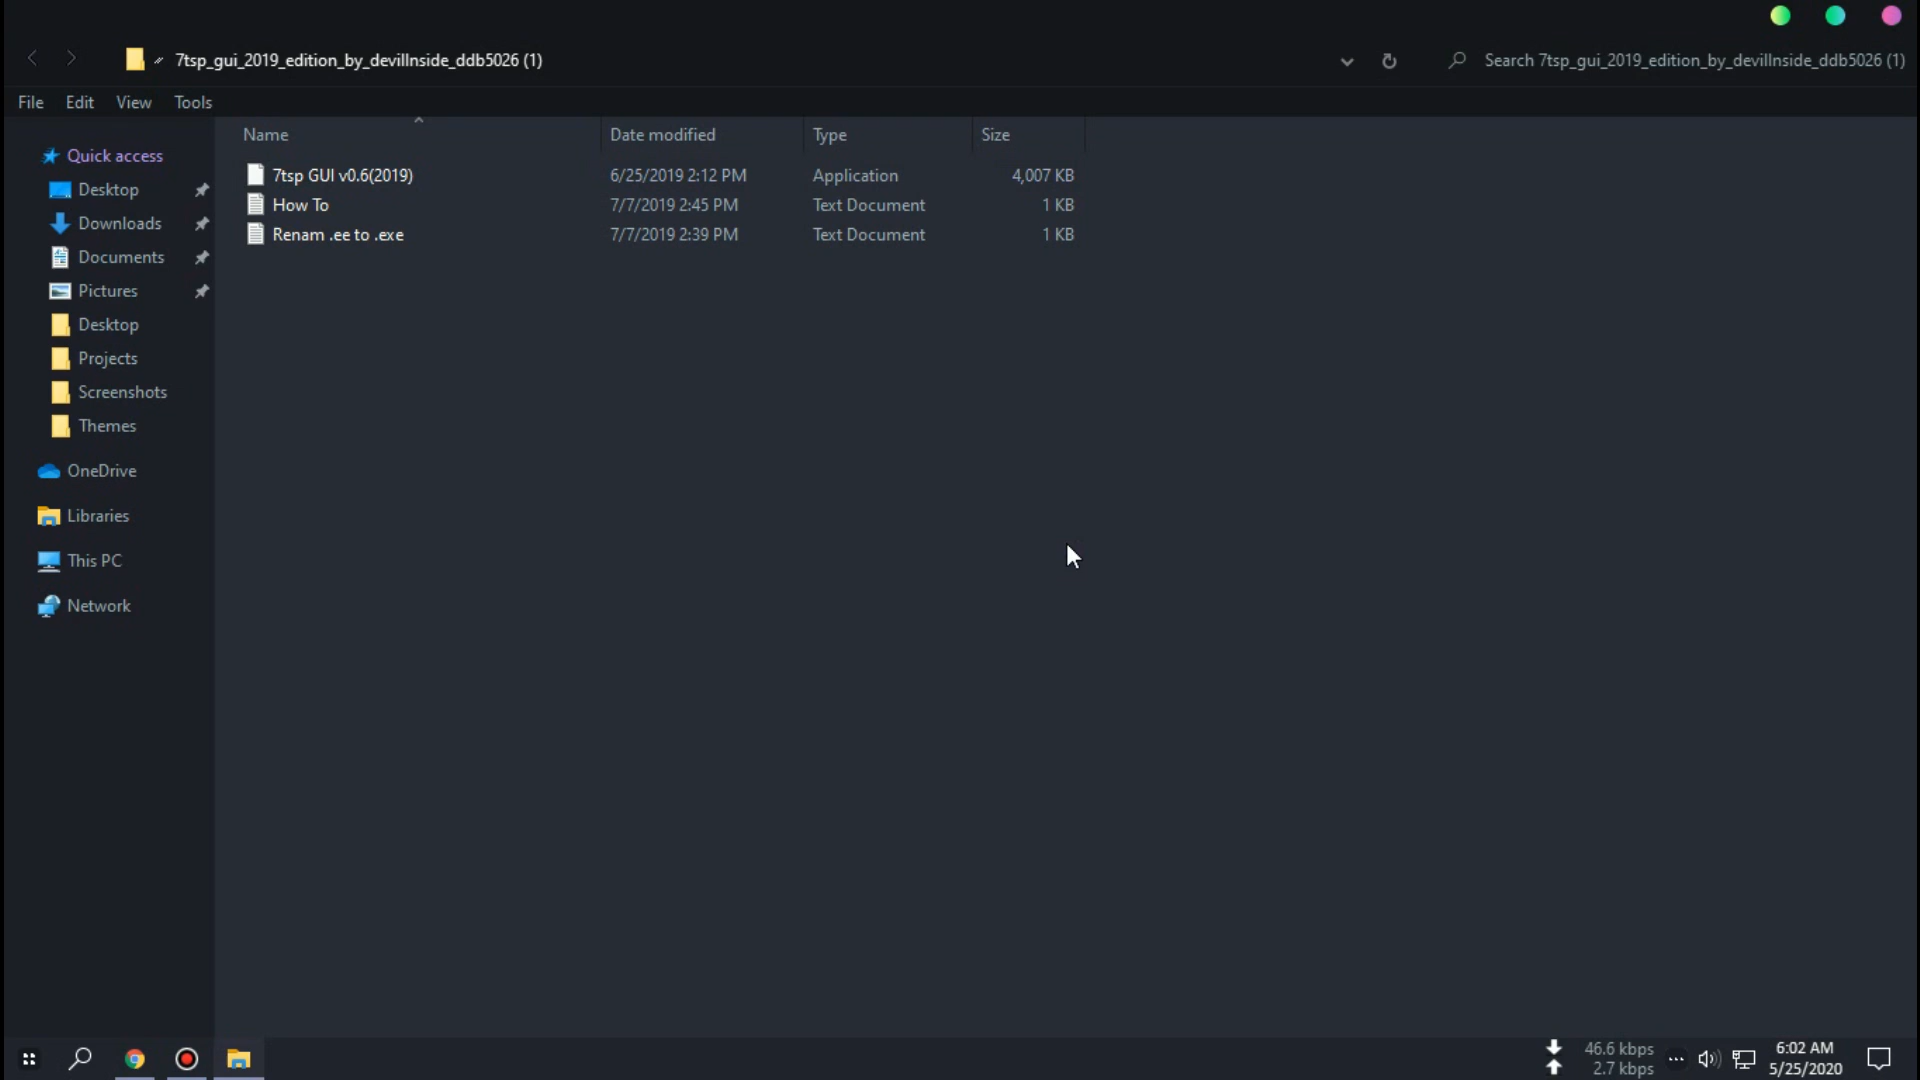 7tsp_gui_2019_edition_by_devillnside_ddb5026 (1)
Search 7tsp_gui_2019_edition_by_devillnside_ddb5026 (1)
File Edit View Tools
Name Date modified Type Size
7tsp GUI v0.6(2019) 6/25/2019 2:12 PM Application 4,007 KB
How To 7/7/2019 2:45 PM Text Document 1 KB
Renam .ee to .exe 7/7/2019 2:39 PM Text Document 1 KB
Quick access
Desktop
Downloads
Documents
Pictures
Desktop
Projects
Screenshots
Themes
OneDrive
Libraries
This PC
Network
46.6 kbps
2.7 kbps
6:02 AM
5/25/2020